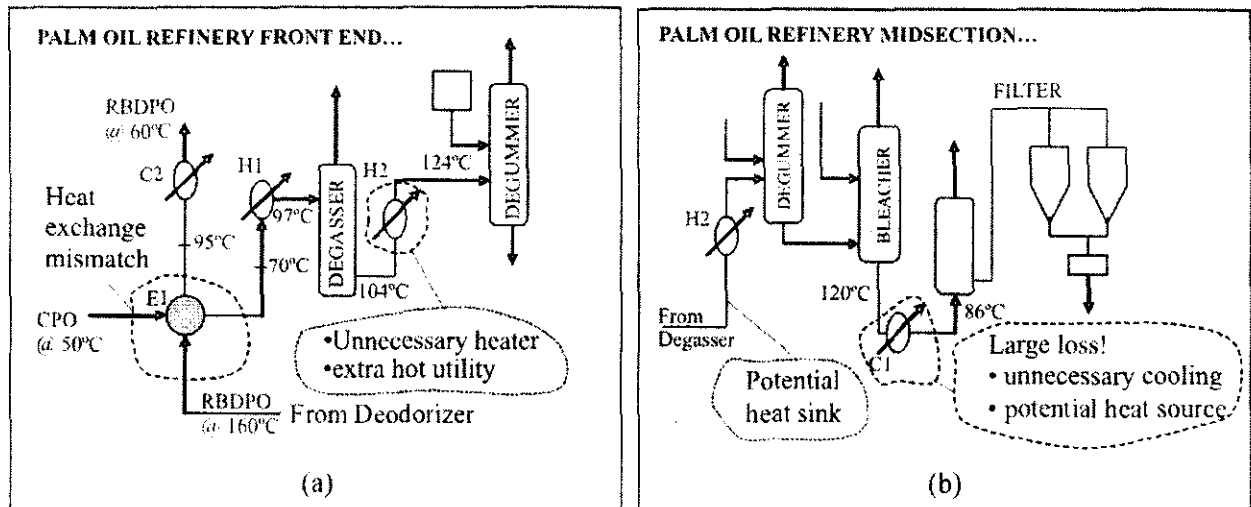 PALM OIL REFINERY FRONT END...
RBDPO
@ 60°C
C2
H1
H2
124°C
DEGUMMER
Heat
exchange
mismatch
97°C
DEGASSER
95°C
70°C
104°C
E1
CPO
@ 50°C
•Unnecessary heater
•extra hot utility
RBDPO
@ 160°C
From Deodorizer
(a)
PALM OIL REFINERY MIDSECTION...
FILTER
DEGUMMER
BLEACHER
H2
120°C
86°C
From
Degasser
C1
Potential
heat sink
Large loss!
• unnecessary cooling
• potential heat source
(b)